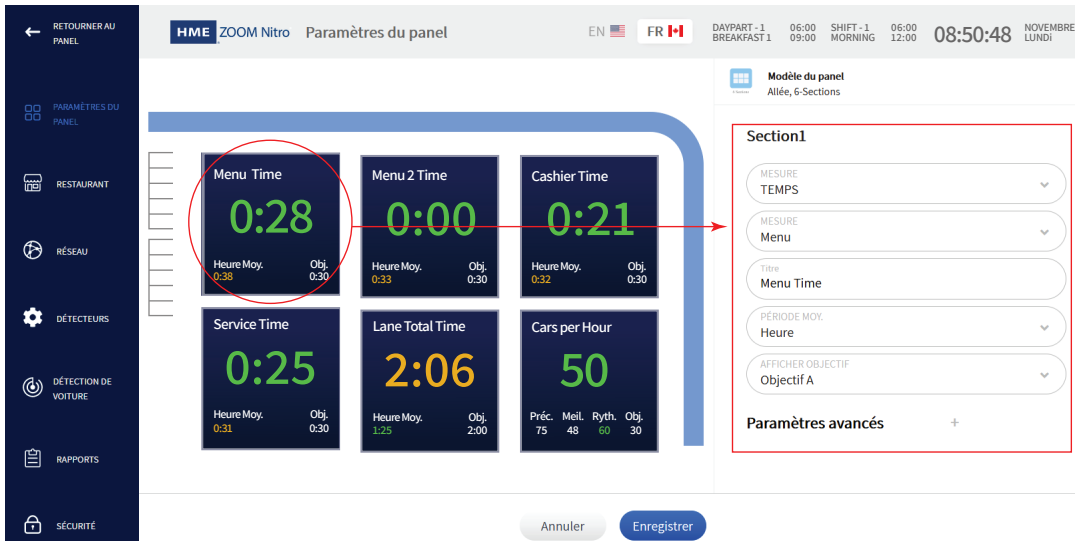 RETOURNER AU
PANEL
HME ZOOM Nitro Paramètres du panel
EN FR
DAYPART - 1 06:00 SHIFT - 1 06:00
BREAKFAST 1 09:00 MORNING 12:00
08:50:48
NOVEMBRE
LUNDi
PARAMÈTRES DU
PANEL
RESTAURANT
RÉSEAU
DÉTECTEURS
DÉTECTION DE
VOITURE
RAPPORTS
SÉCURITÉ
Menu Time
0:28
Heure Moy. Obj.
0:38 0:30
Menu 2 Time
0:00
Heure Moy. Obj.
0:33 0:30
Cashier Time
0:21
Heure Moy. Obj.
0:32 0:30
Service Time
0:25
Heure Moy. Obj.
0:31 0:30
Lane Total Time
2:06
Heure Moy. Obj.
1:25 2:00
Cars per Hour
50
Préc. Meil. Ryth. Obj.
75 48 60 30
Modèle du panel
Allée, 6-Sections
Section1
MESURE
TEMPS
MESURE
Menu
Titre
Menu Time
PÉRIODE MOY.
Heure
AFFICHER OBJECTIF
Objectif A
Paramètres avancés +
Annuler Enregistrer